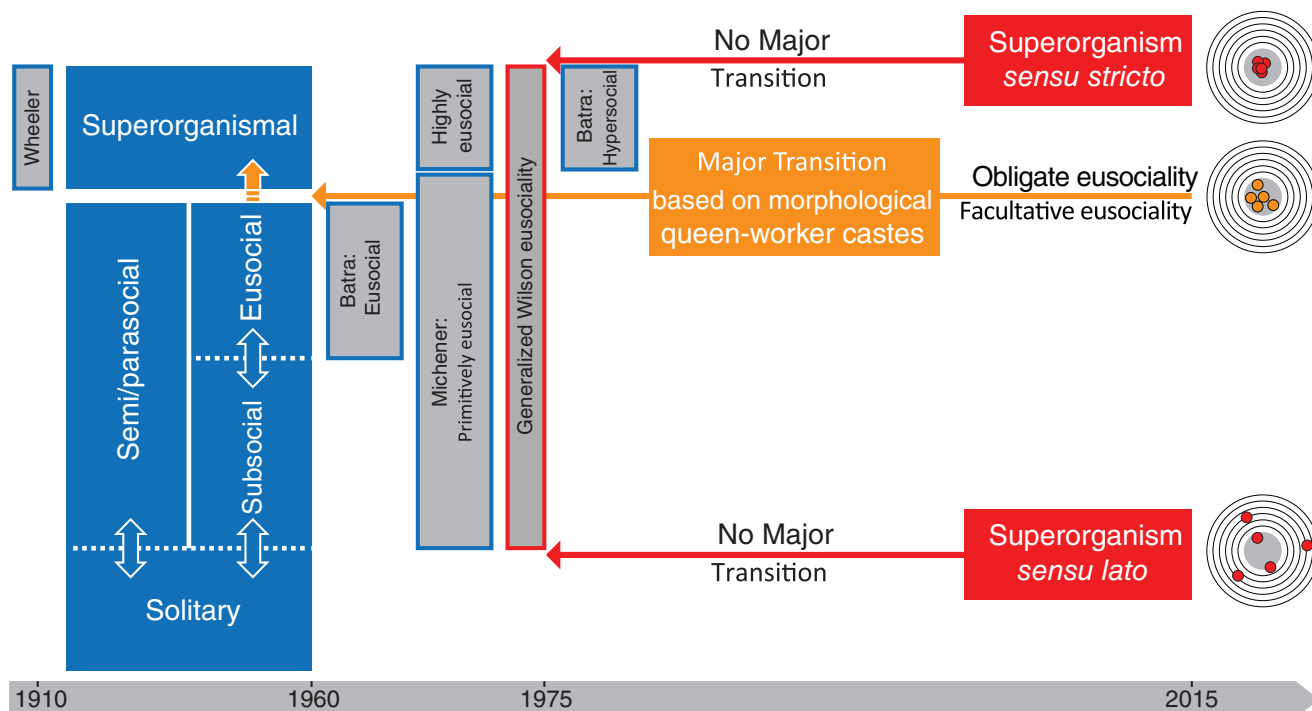 No Major
Transition
Superorganism
sensu stricto
Wheeler
Superorganismal
Highly
eusocial
Batra:
Hypersocial
Major Transition
based on morphological
queen-worker castes
Obligate eusociality
Facultative eusociality
Semi/parasocial
Eusocial
Subsocial
Batra:
Eusocial
Michener:
Primitively eusocial
Generalized Wilson eusociality
No Major
Transition
Superorganism
sensu lato
Solitary
1910
1960
1975
2015